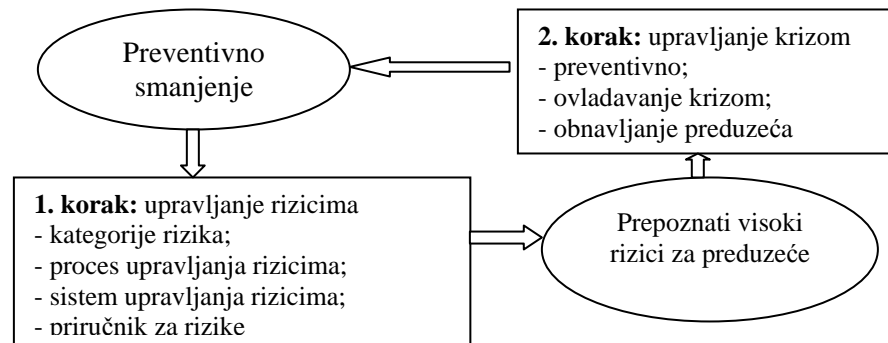 Preventivno
smanjenje
2. korak: upravljanje krizom
- preventivno;
- ovladavanje krizom;
- obnavljanje preduzeća
1. korak: upravljanje rizicima
- kategorije rizika;
- proces upravljanja rizicima;
- sistem upravljanja rizicima;
- priručnik za rizike
Prepoznati visoki
rizici za preduzeće